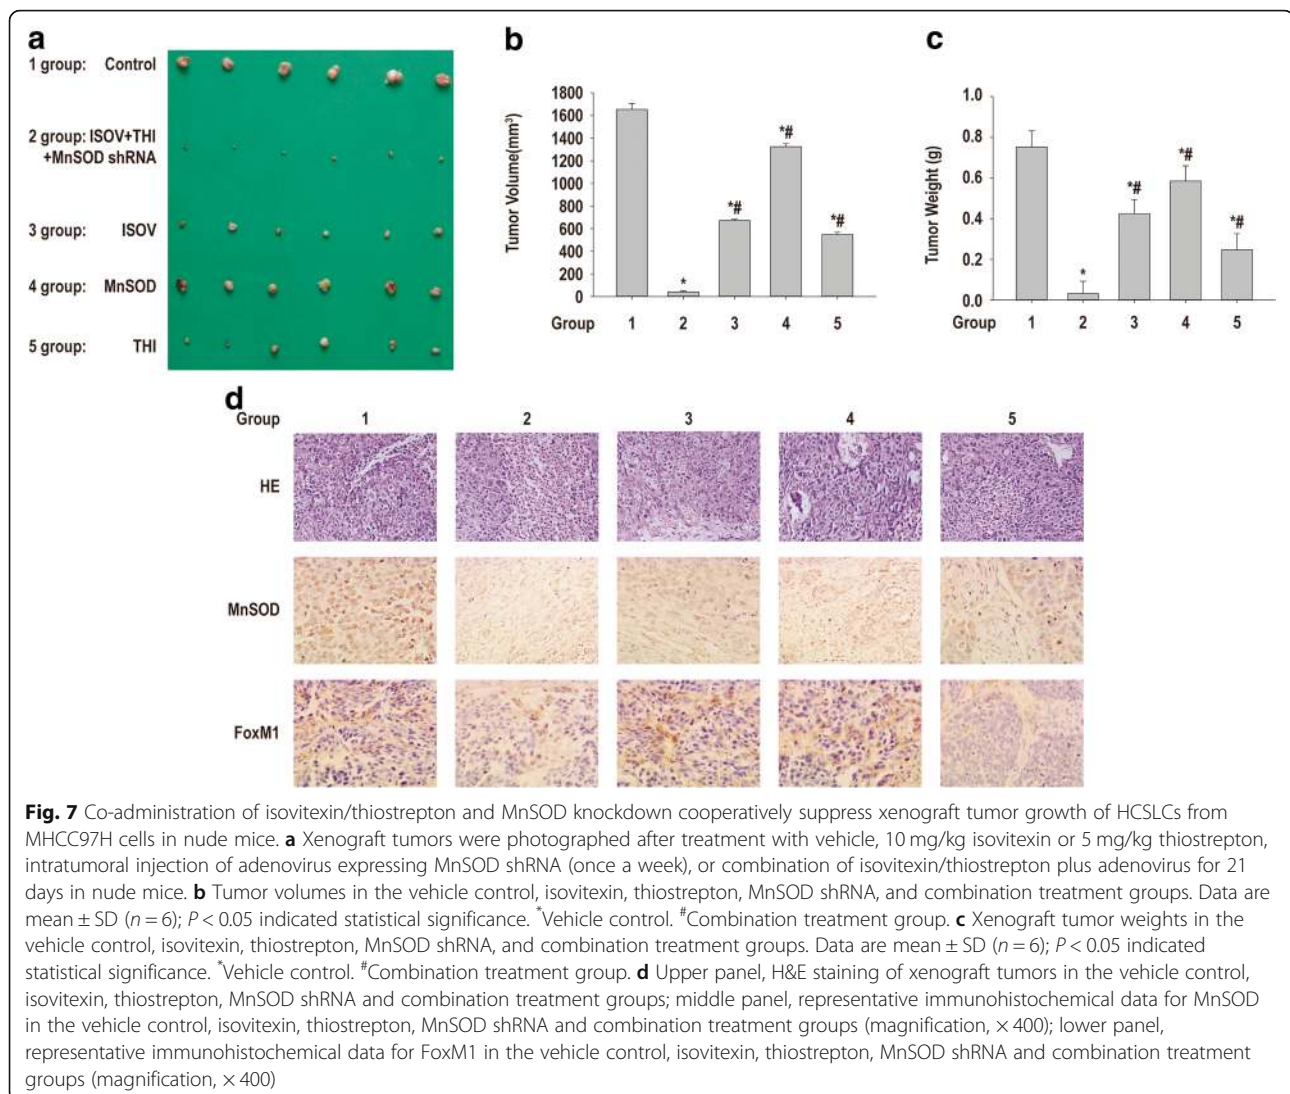 a
1 group: Control
2 group: ISOV+THI
+MnSOD shRNA
3 group: ISOV
4 group: MnSOD
5 group: THI
b
Tumor Volume(mm³)
1800
1600
1400
1200
1000
800
600
400
200
0
*
*#
*#
*#
Group 1 2 3 4 5
c
Tumor Weight (g)
1.0
0.8
0.6
0.4
0.2
0.0
*
*#
*#
*#
Group 1 2 3 4 5
d
Group 1 2 3 4 5
HE
MnSOD
FoxM1
Fig. 7 Co-administration of isovitexin/thiostrepton and MnSOD knockdown cooperatively suppress xenograft tumor growth of HCSLCs from
MHCC97H cells in nude mice. a Xenograft tumors were photographed after treatment with vehicle, 10 mg/kg isovitexin or 5 mg/kg thiostrepton,
intratumoral injection of adenovirus expressing MnSOD shRNA (once a week), or combination of isovitexin/thiostrepton plus adenovirus for 21
days in nude mice. b Tumor volumes in the vehicle control, isovitexin, thiostrepton, MnSOD shRNA, and combination treatment groups. Data are
mean ± SD (n = 6); P < 0.05 indicated statistical significance. *Vehicle control. #Combination treatment group. c Xenograft tumor weights in the
vehicle control, isovitexin, thiostrepton, MnSOD shRNA, and combination treatment groups. Data are mean ± SD (n = 6); P < 0.05 indicated
statistical significance. *Vehicle control. #Combination treatment group. d Upper panel, H&E staining of xenograft tumors in the vehicle control,
isovitexin, thiostrepton, MnSOD shRNA and combination treatment groups; middle panel, representative immunohistochemical data for MnSOD
in the vehicle control, isovitexin, thiostrepton, MnSOD shRNA and combination treatment groups (magnification, × 400); lower panel,
representative immunohistochemical data for FoxM1 in the vehicle control, isovitexin, thiostrepton, MnSOD shRNA and combination treatment
groups (magnification, × 400)